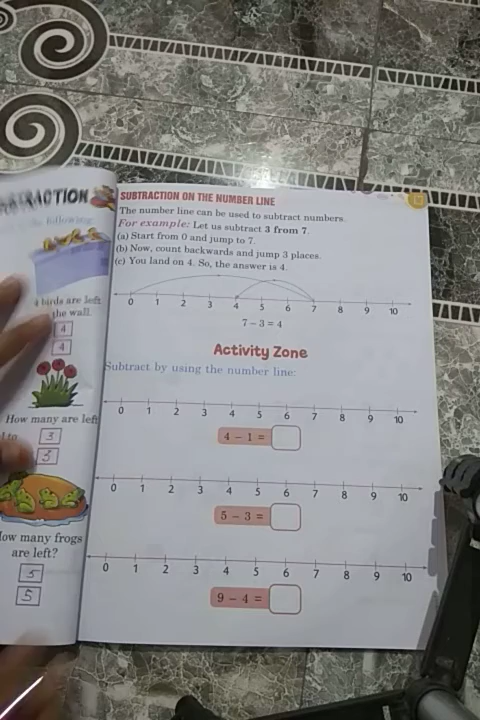 SUBTRACTION ON THE NUMBER LINE
The number line can be used to subtract numbers.
For example: Let us subtract 3 from 7.
(a) Start from 0 and jump to 7.
(b) Now, count backwards and jump 3 places.
(c) You land on 4. So, the answer is 4.
0 1 2 3 4 5 6 7 8 9 10
7 – 3 = 4
Activity Zone
Subtract by using the number line:
0 1 2 3 4 5 6 7 8 9 10
4 – 1 =
0 1 2 3 4 5 6 7 8 9 10
5 – 3 =
0 1 2 3 4 5 6 7 8 9 10
9 – 4 =
following:
birds are left
the wall.
4
4
How many are left
3
5
How many frogs
are left?
5
5